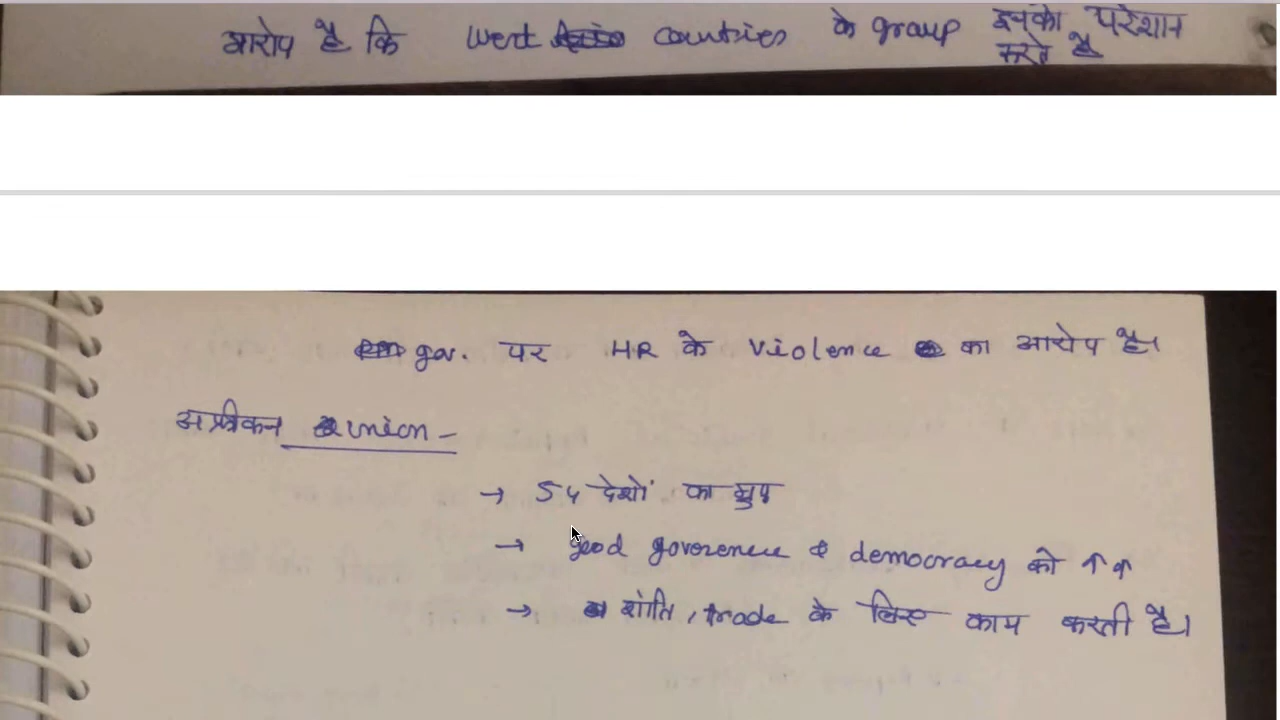 आरोप है कि west countries के group इनको परेशान
करते है
gov. पर HR के violence का आरोप है।
अफ्रीकन union -
→ 54 देशों का ग्रुप
→ good goverence & democracy को ↑↑
→ शांति, trade के लिए काम करती है।